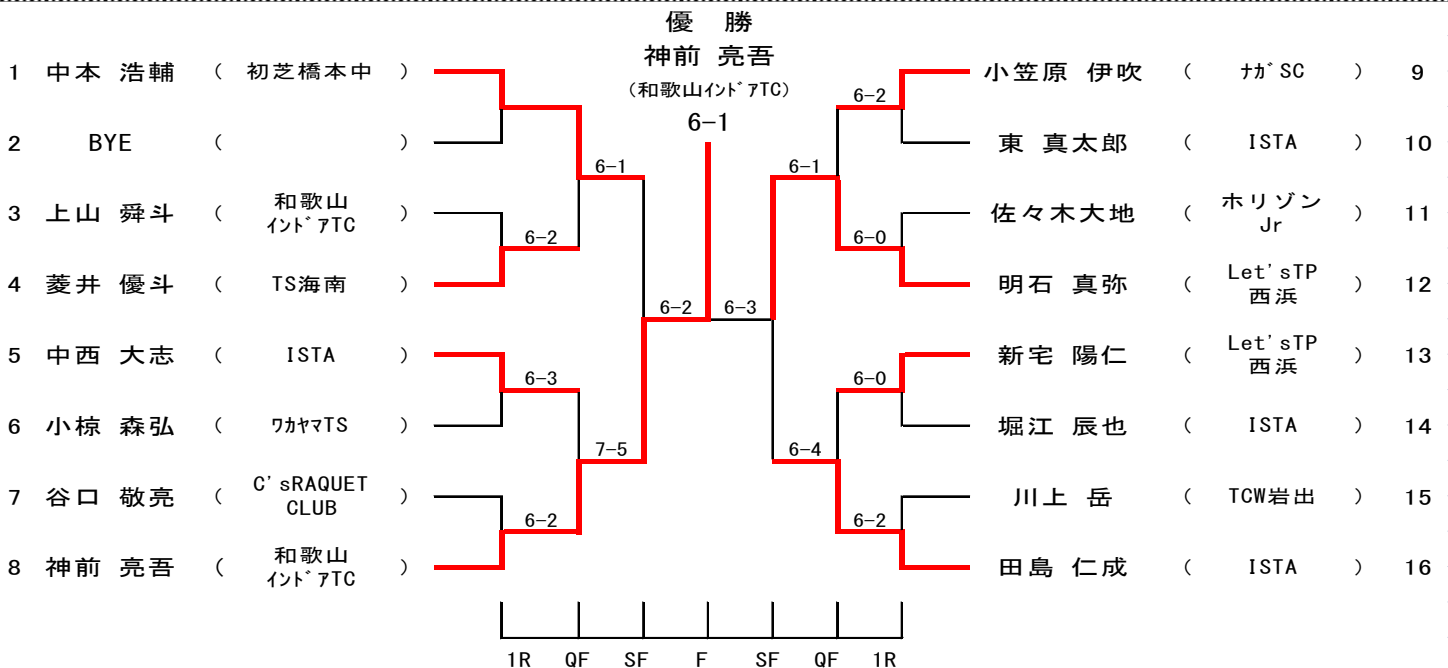 優 勝
神前 亮吾
(和歌山ｲﾝﾄﾞｱTC)
6-1
1 中本 浩輔 ( 初芝橋本中 )
2 BYE ( )
3 上山 舜斗 ( 和歌山
ｲﾝﾄﾞｱTC )
4 菱井 優斗 ( TS海南 )
5 中西 大志 ( ISTA )
6 小椋 森弘 ( ﾜｶﾔﾏTS )
7 谷口 敬亮 ( C'sRAQUET
CLUB )
8 神前 亮吾 ( 和歌山
ｲﾝﾄﾞｱTC )
6-2
6-3
6-2
6-1
7-5
6-2
6-3
6-1
6-4
6-2
6-0
6-0
6-2
小笠原 伊吹 ( ﾅｶﾞSC ) 9
東 真太郎 ( ISTA ) 10
佐々木大地 ( ホリゾン
Jr ) 11
明石 真弥 ( Let'sTP
西浜 ) 12
新宅 陽仁 ( Let'sTP
西浜 ) 13
堀江 辰也 ( ISTA ) 14
川上 岳 ( TCW岩出 ) 15
田島 仁成 ( ISTA ) 16
1R QF SF F SF QF 1R